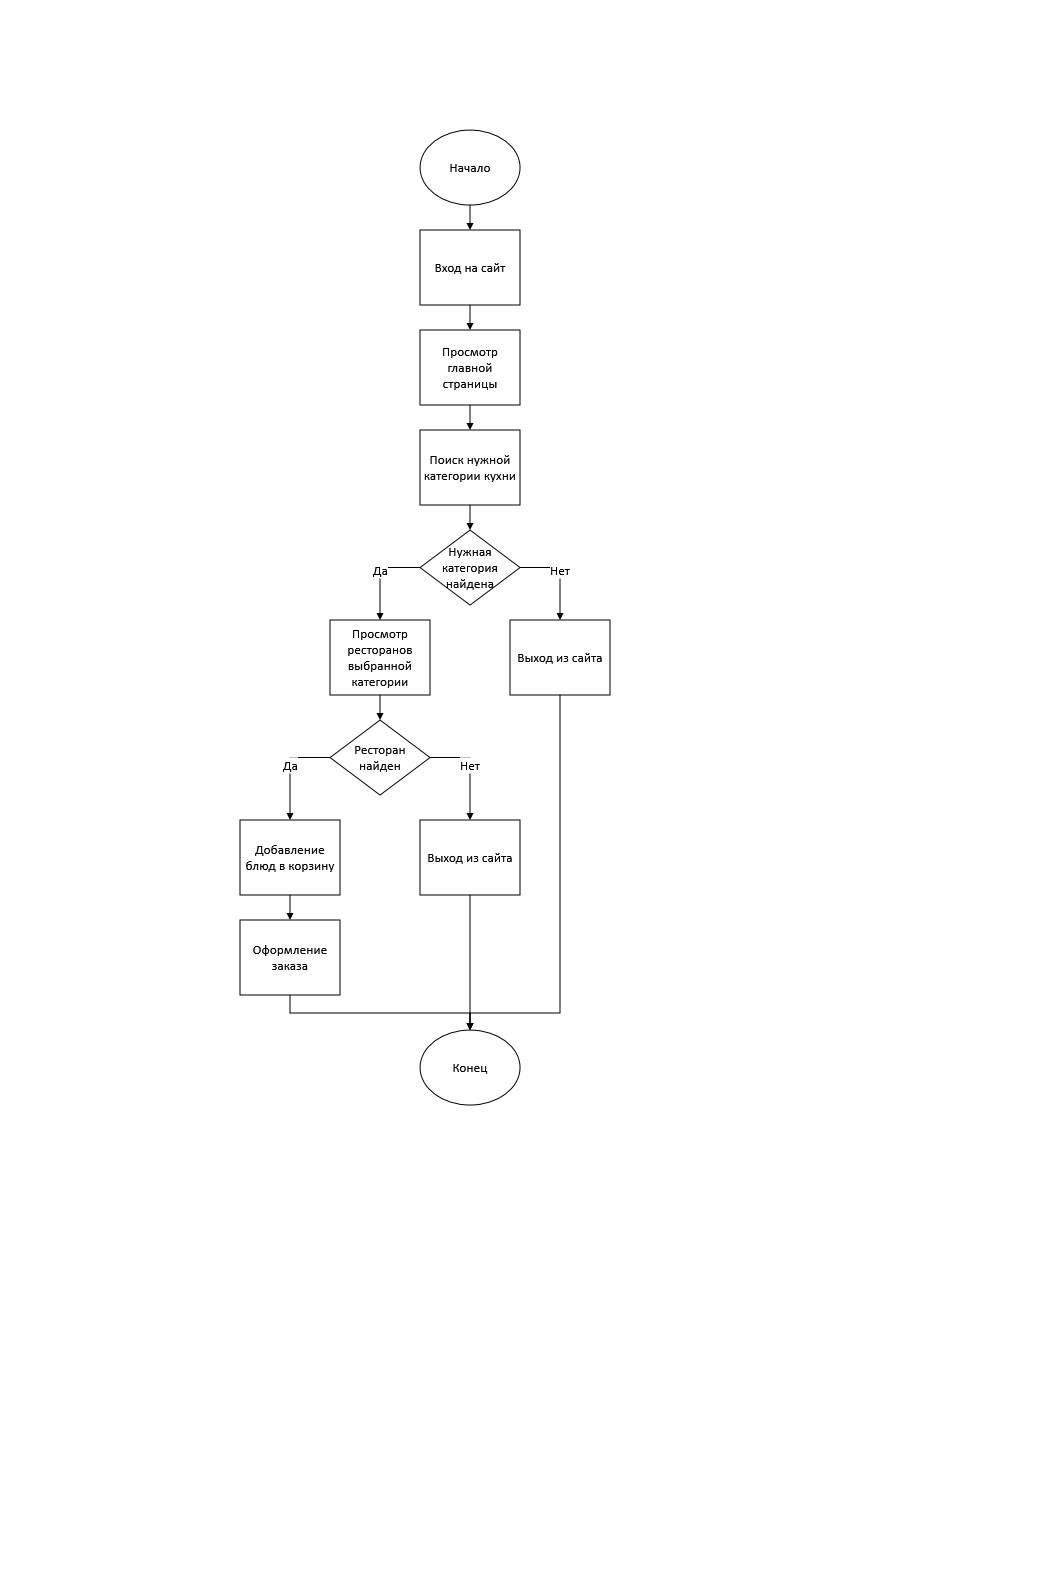 Начало
Вход на сайт
Просмотр
главной
страницы
Поиск нужной
категории кухни
Нужная
категория
найдена
Да
Нет
Просмотр
ресторанов
выбранной
категории
Выход из сайта
Ресторан
найден
Да
Нет
Добавление
блюд в корзину
Выход из сайта
Оформление
заказа
Конец